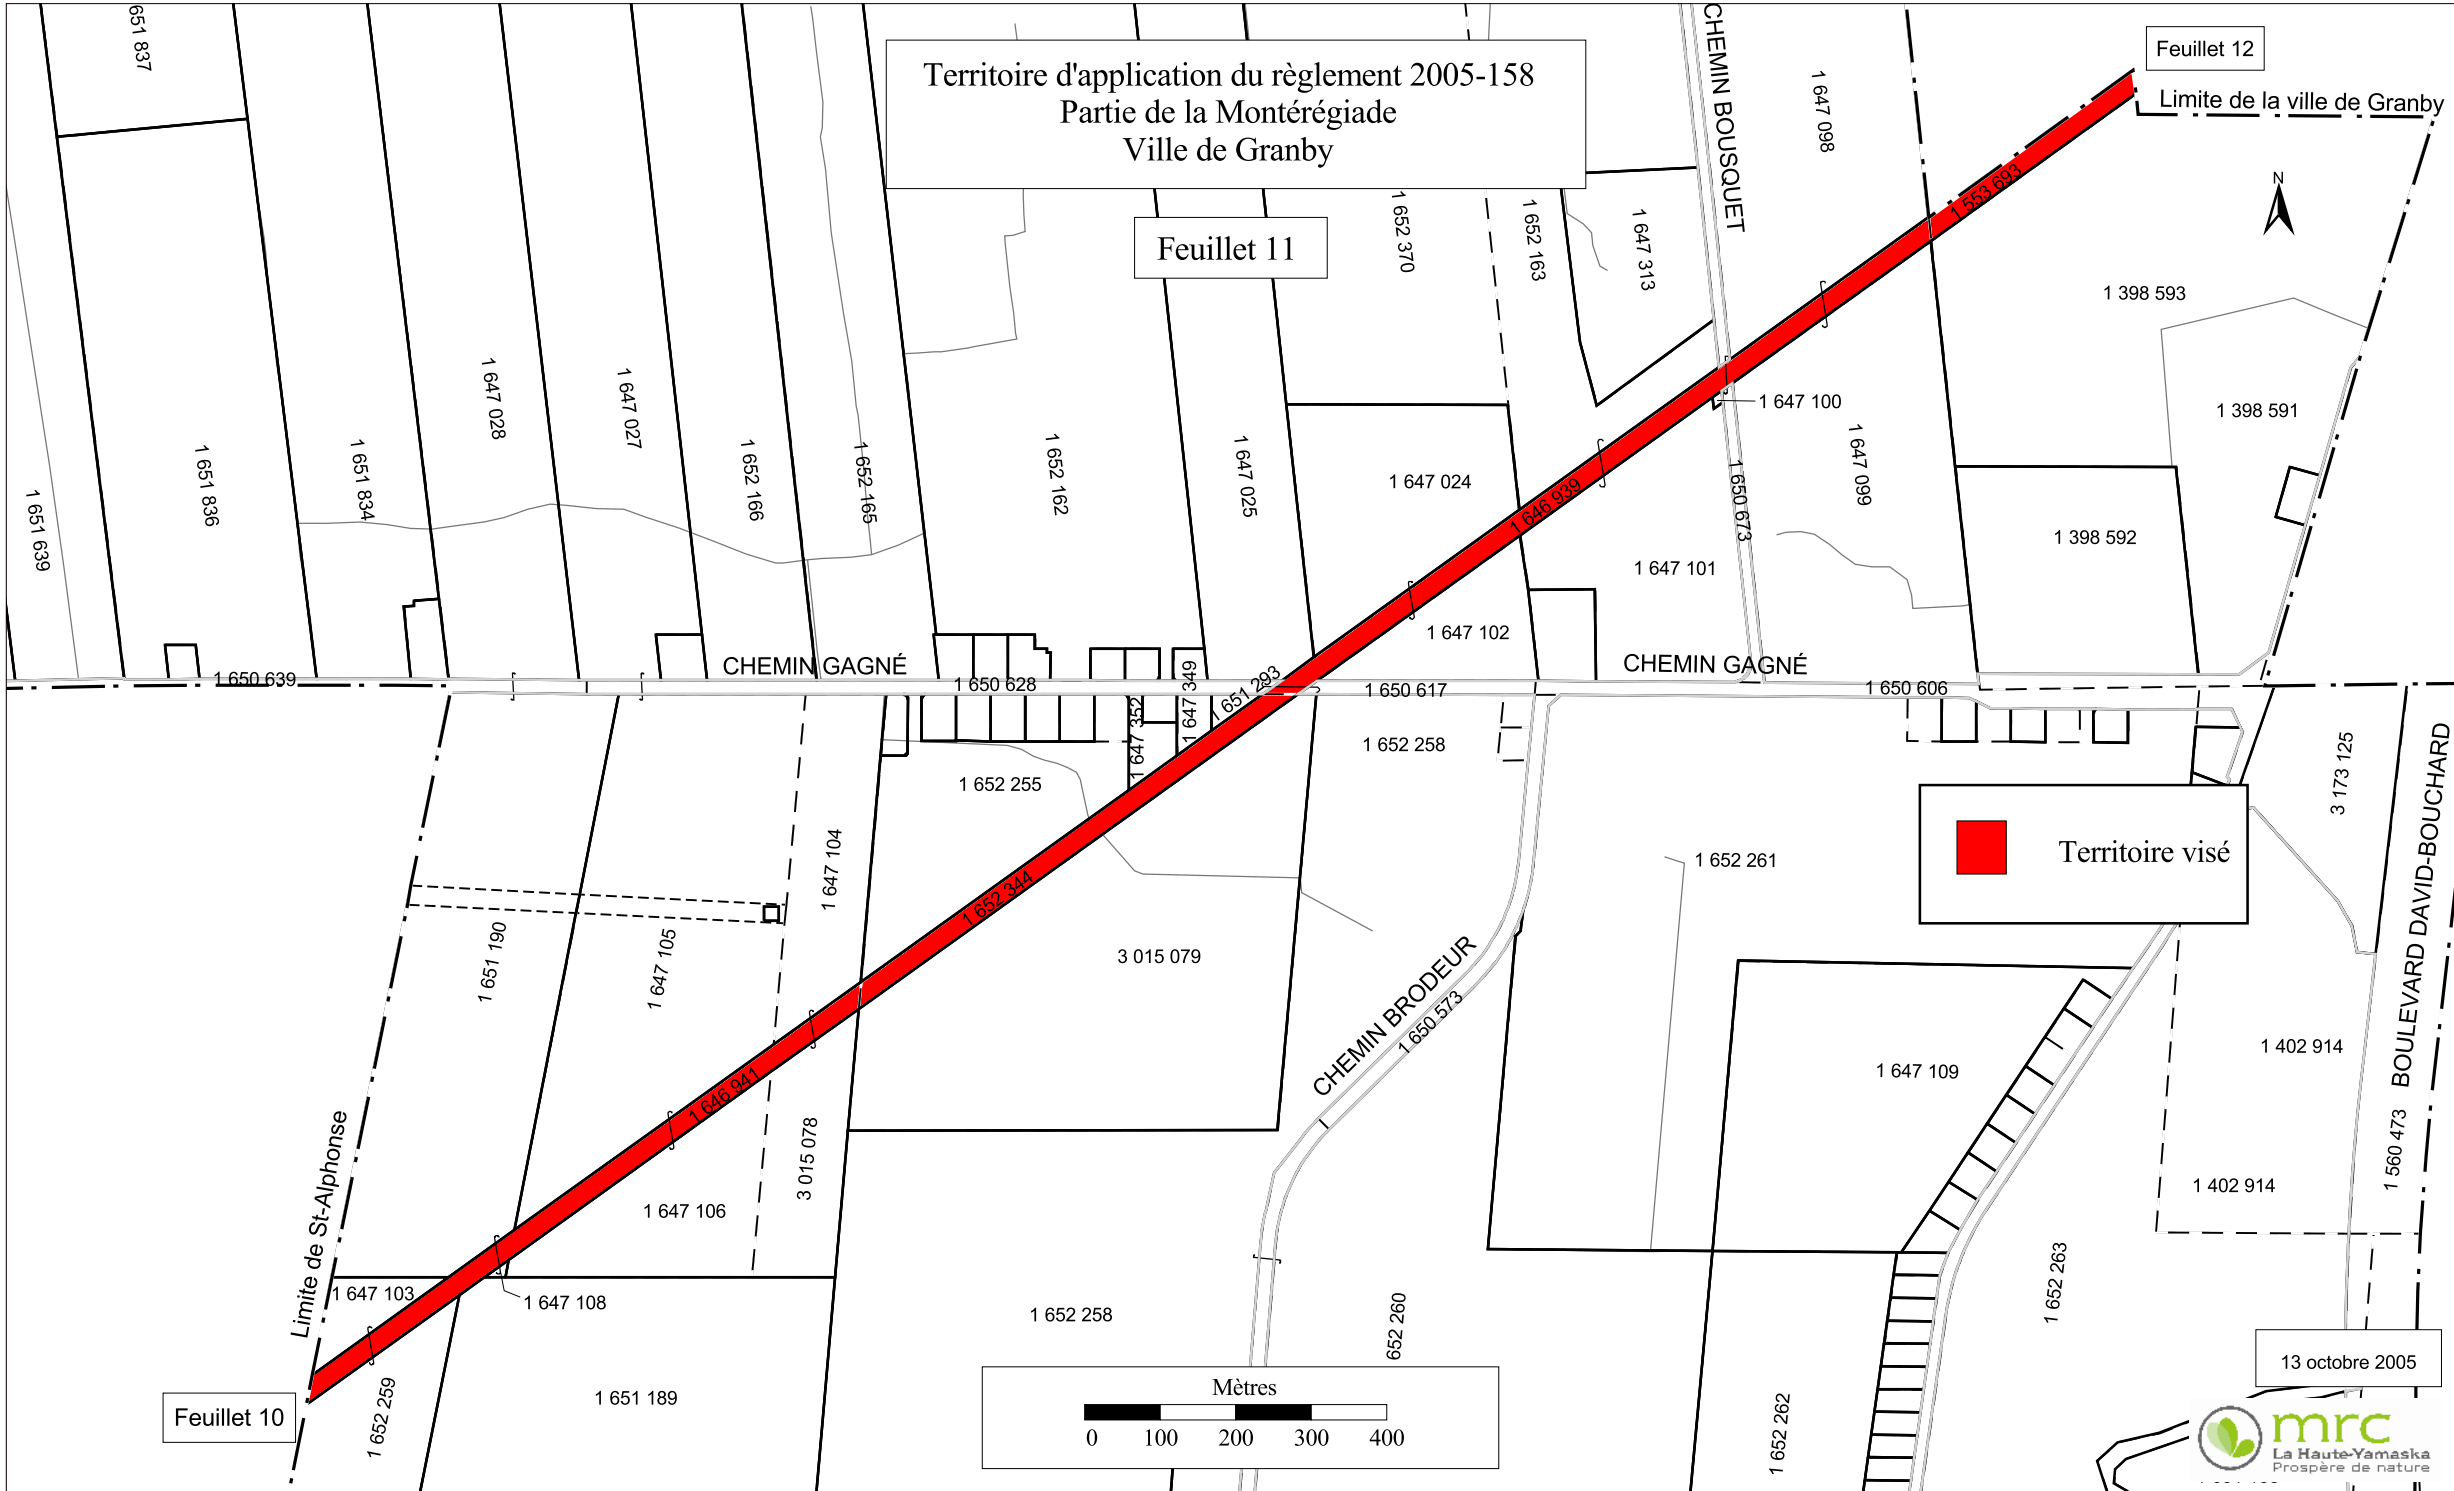 Territoire d'application du règlement 2005-158
Partie de la Montérégiade
Ville de Granby
Feuillet 11
Feuillet 12
Limite de la ville de Granby
N
651 837
CHEMIN BOUSQUET
1 647 098
1 553 693
1 652 370
1 652 163
1 647 313
1 398 593
1 647 028
1 647 027
1 647 100
1 398 591
1 651 639
1 651 836
1 651 834
1 652 166
1 652 165
1 652 162
1 647 025
1 647 024
1 646 939
1 650 673
1 647 099
1 398 592
1 647 101
1 647 102
CHEMIN GAGNÉ
CHEMIN GAGNÉ
1 650 639
1 650 628
1 647 349
1 651 293
1 650 617
1 650 606
1 647 352
1 652 258
1 652 255
3 173 125
BOULEVARD DAVID-BOUCHARD
Territoire visé
1 647 104
1 652 344
1 652 261
1 651 190
1 647 105
3 015 079
CHEMIN BRODEUR
1 650 573
1 402 914
1 647 109
1 646 941
3 015 078
1 560 473
1 402 914
Limite de St-Alphonse
1 647 106
1 647 103
1 647 108
1 652 258
652 260
1 652 263
1 652 259
1 651 189
1 652 262
Feuillet 10
Mètres
0 100 200 300 400
13 octobre 2005
mrc
La Haute-Yamaska
Prospère de nature